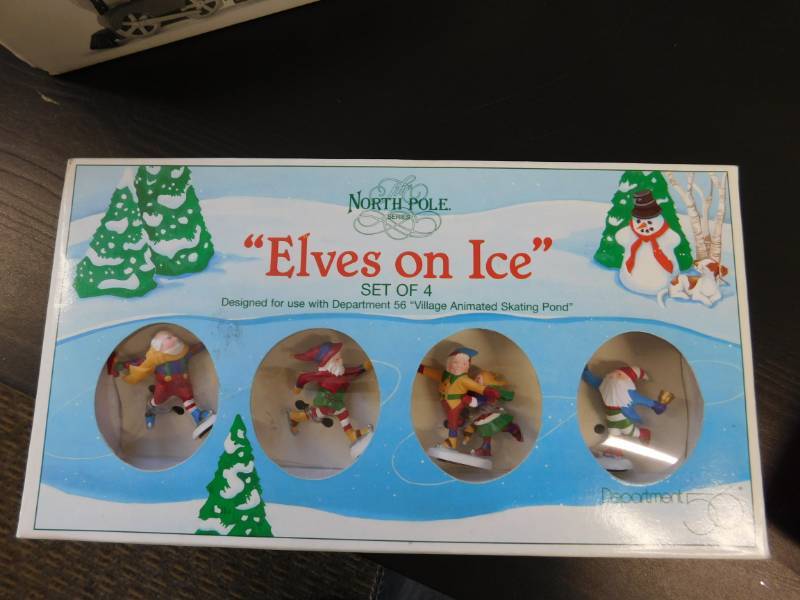 The
NORTH POLE
SERIES
“Elves on Ice”
SET OF 4
Designed for use with Department 56 “Village Animated Skating Pond”
Department 56